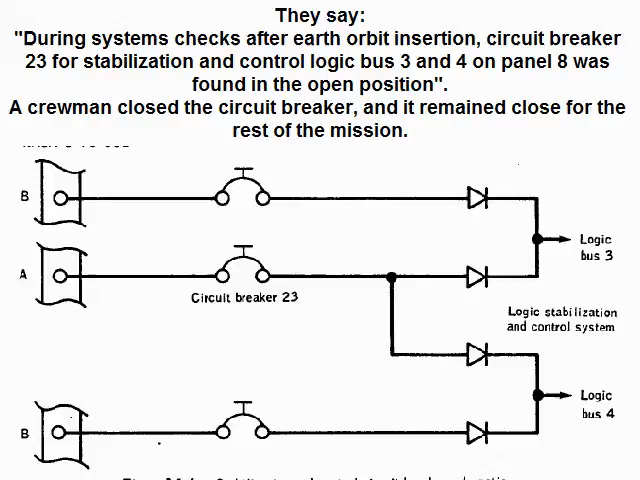 They say:
"During systems checks after earth orbit insertion, circuit breaker
23 for stabilization and control logic bus 3 and 4 on panel 8 was
found in the open position".
A crewman closed the circuit breaker, and it remained close for the
rest of the mission.
B
Logic
bus 3
A
Circuit breaker 23
Logic stabilization
and control system
Logic
bus 4
B